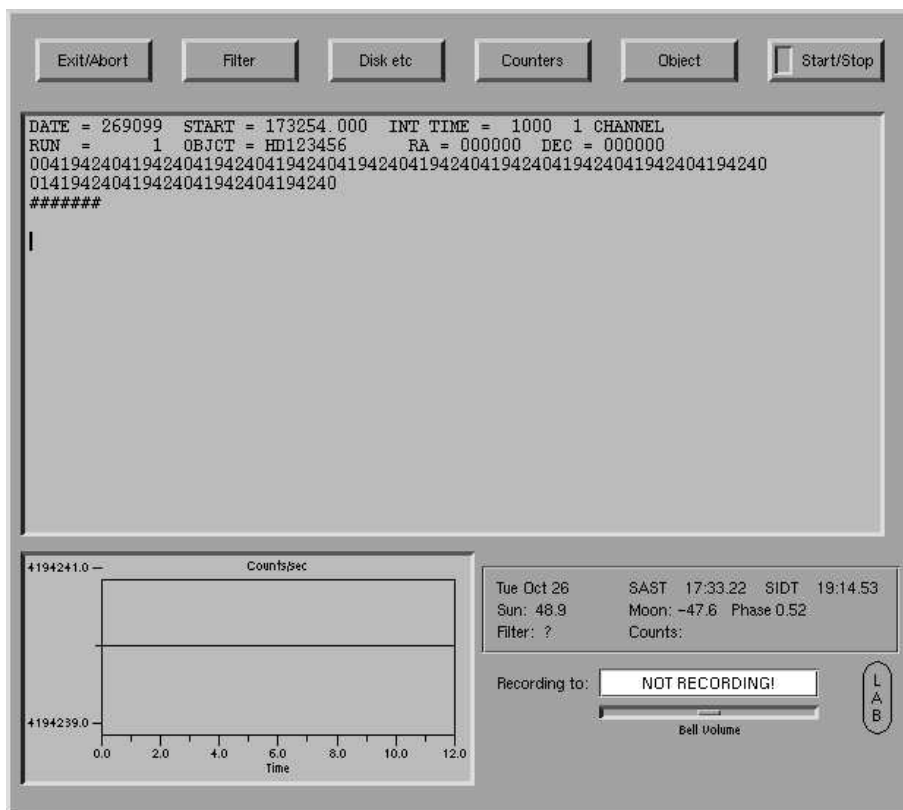 Exit/Abort Filter Disk etc Counters Object Start/Stop
DATE = 269099 START = 173254.000 INT TIME = 1000 1 CHANNEL
RUN = 1 OBJCT = HD123456 RA = 000000 DEC = 000000
0041942404194240419424041942404194240419424041942404194240419424041942404194240
014194240419424041942404194240
#######
4194241.0
Counts/sec
4194239.0
0.0 2.0 4.0 6.0 8.0 10.0 12.0
Time
Tue Oct 26 SAST 17:33.22 SIDT 19:14.53
Sun: 48.9 Moon: -47.6 Phase 0.52
Filter: ? Counts:
Recording to: NOT RECORDING!
Bell Volume
L
A
B